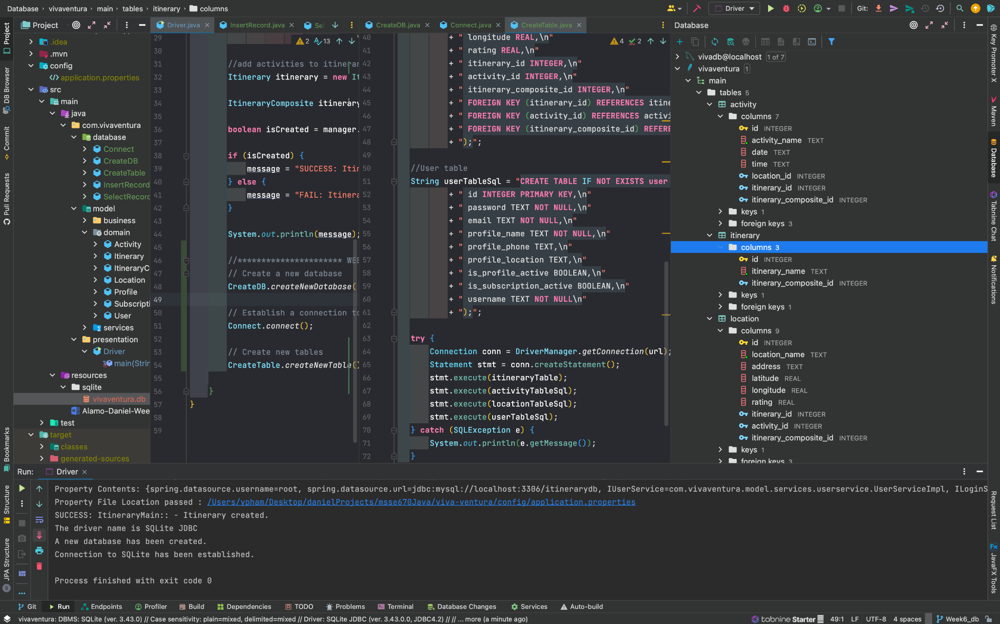 Database › vivaventura › main › tables › itinerary › columns
Driver
Git:
Project
Driver.java
InsertRecord.java
Sel
CreateDB.java
Connect.java
CreateTable.java
Database
.idea
.mvn
config
application.properties
src
main
java
com.vivaventura
database
Connect
CreateDB
CreateTable
InsertRecord
SelectRecord
model
business
domain
Activity
Itinerary
ItineraryC
Location
Profile
Subscripti
User
services
presentation
Driver
main(Strin
resources
sqlite
vivaventura.db
Alamo-Daniel-Wee
test
target
classes
generated-sources
2 13
29
30
31 //add activities to itinerar
32 Itinerary itinerary = new It
33
34 ItineraryComposite itinerary
35
36 boolean isCreated = manager.
37
38 if (isCreated) {
39 message = "SUCCESS: Itin
40 } else {
41 message = "FAIL: Itinera
42 }
43
44 System.out.println(message);
45
46 //********************** WEE
47 // Create a new database
48 CreateDB.createNewDatabase(
49
50 // Establish a connection to
51 Connect.connect();
52
53 // Create new tables
54 CreateTable.createNewTable()
55
56 }
57 }
58
59
4 2
40 + " longitude REAL,\n"
41 + " rating REAL,\n"
42 + " itinerary_id INTEGER,\n"
43 + " activity_id INTEGER,\n"
44 + " itinerary_composite_id INTEGER,\n"
45 + " FOREIGN KEY (itinerary_id) REFERENCES itine
46 + " FOREIGN KEY (activity_id) REFERENCES activi
47 + " FOREIGN KEY (itinerary_composite_id) REFERE
48 + ");";
49
50 //User table
51 String userTableSql = "CREATE TABLE IF NOT EXISTS user
52 + " id INTEGER PRIMARY KEY,\n"
53 + " password TEXT NOT NULL,\n"
54 + " email TEXT NOT NULL,\n"
55 + " profile_name TEXT NOT NULL,\n"
56 + " profile_phone TEXT,\n"
57 + " profile_location TEXT,\n"
58 + " is_profile_active BOOLEAN,\n"
59 + " is_subscription_active BOOLEAN,\n"
60 + " username TEXT NOT NULL\n"
61 + ");";
62
63 try {
64 Connection conn = DriverManager.getConnection(url);
65 Statement stmt = conn.createStatement();
66 stmt.execute(itineraryTable);
67 stmt.execute(activityTableSql);
68 stmt.execute(locationTableSql);
69 stmt.execute(userTableSql);
70 } catch (SQLException e) {
71 System.out.println(e.getMessage());
72 }
vivadb@localhost 1 of 7
vivaventura 1
main
tables 5
activity
columns 7
id INTEGER
activity_name TEXT
date TEXT
time TEXT
location_id INTEGER
itinerary_id INTEGER
itinerary_composite_id INTEGER
keys 1
foreign keys 3
itinerary
columns 3
id INTEGER
itinerary_name TEXT
itinerary_composite_id INTEGER
keys 1
foreign keys 1
location
columns 9
id INTEGER
location_name TEXT
address TEXT
latitude REAL
longitude REAL
rating REAL
itinerary_id INTEGER
activity_id INTEGER
itinerary_composite_id INTEGER
keys 1
foreign keys 3
Project
DB Browser
Commit
Pull Requests
Bookmarks
Structure
JPA Structure
Key Promoter X
Maven
Database
Tabnine Chat
Notifications
Request List
JavaFX Tools
Run: Driver
Property Contents: {spring.datasource.username=root, spring.datasource.url=jdbc:mysql://localhost:3306/itinerarydb, IUserService=com.vivaventura.model.services.userservice.UserServiceImpl, ILoginS
Property File Location passed : /Users/ypham/Desktop/danielProjects/msse670Java/viva-ventura/config/application.properties
SUCCESS: ItineraryMain:: - Itinerary created.
The driver name is SQLite JDBC
A new database has been created.
Connection to SQLite has been established.
Process finished with exit code 0
Git Run Endpoints Profiler Build Dependencies TODO Problems Terminal Database Changes Services Auto-build
vivaventura: DBMS: SQLite (ver. 3.43.0) // Case sensitivity: plain=mixed, delimited=mixed // Driver: SQLite JDBC (ver. 3.43.0.0, JDBC4.2) // // ... more (a minute ago)
tabnine Starter 49:1 LF UTF-8 4 spaces Week6_db